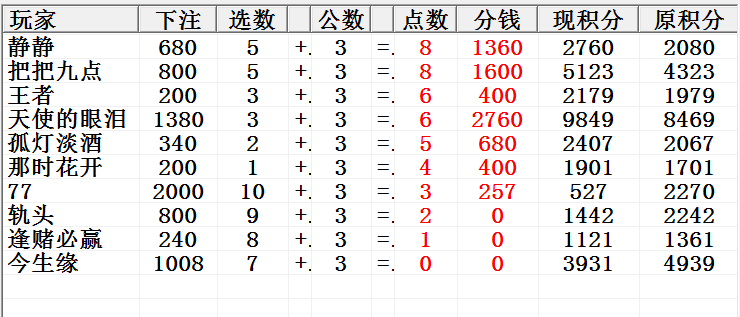 玩家 下注 选数 公数 点数 分钱 现积分 原积分
静静 680 5 +. 3 =. 8 1360 2760 2080
把把九点 800 5 +. 3 =. 8 1600 5123 4323
王者 200 3 +. 3 =. 6 400 2179 1979
天使的眼泪 1380 3 +. 3 =. 6 2760 9849 8469
孤灯淡酒 340 2 +. 3 =. 5 680 2407 2067
那时花开 200 1 +. 3 =. 4 400 1901 1701
77 2000 10 +. 3 =. 3 257 527 2270
轨头 800 9 +. 3 =. 2 0 1442 2242
逢赌必赢 240 8 +. 3 =. 1 0 1121 1361
今生缘 1008 7 +. 3 =. 0 0 3931 4939